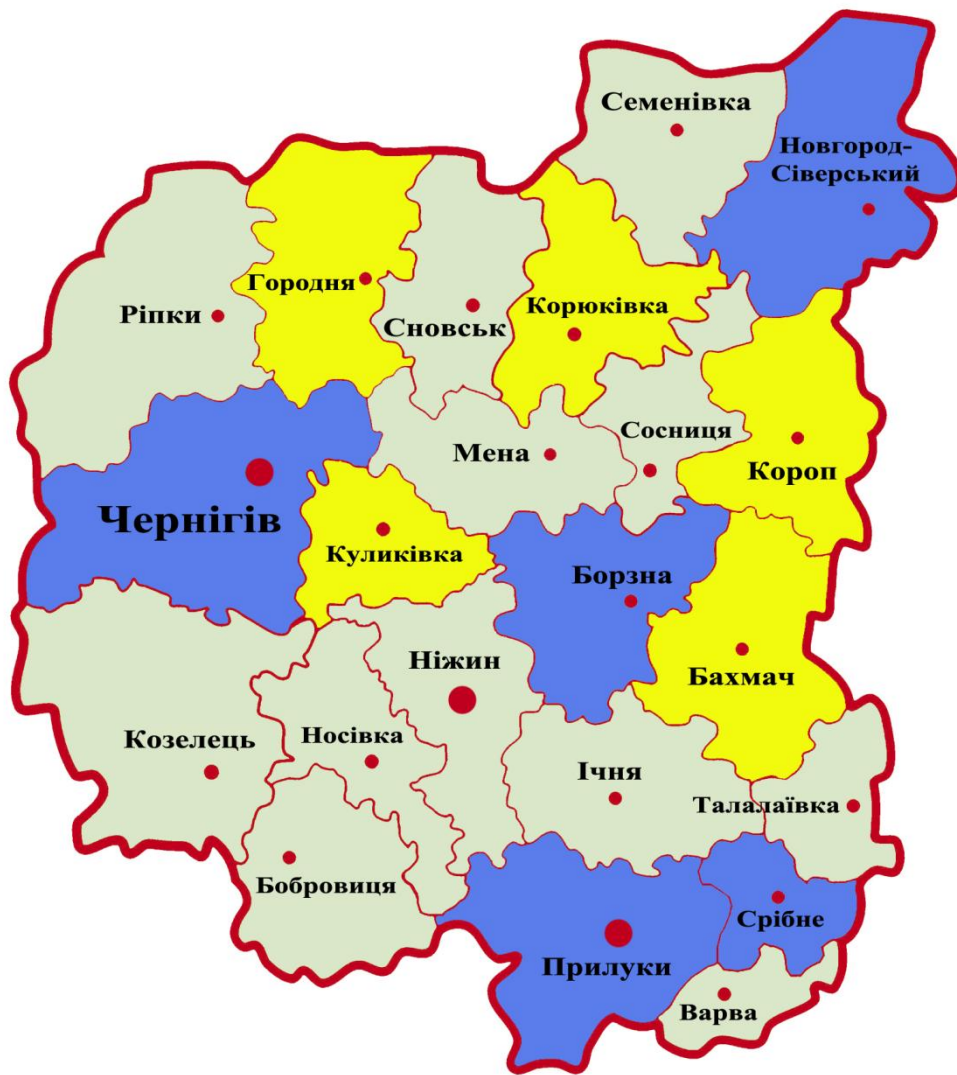 Семенівка
Новгород-
Сіверський
Городня
Ріпки
Сновськ
Корюківка
Мена
Сосниця
Короп
Чернігів
Куликівка
Борзна
Ніжин
Бахмач
Козелець
Носівка
Ічня
Талалаївка
Бобровиця
Срібне
Прилуки
Варва